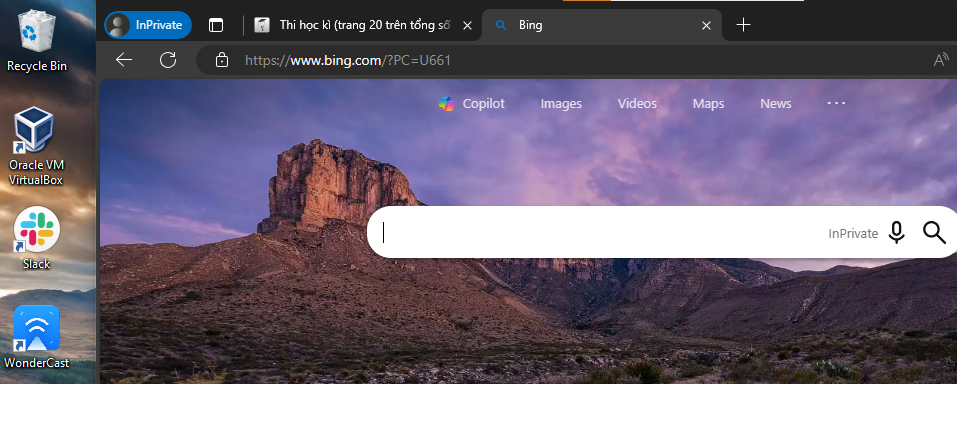 Recycle Bin
Oracle VM
VirtualBox
Slack
WonderCast
InPrivate
Thi học kì (trang 20 trên tổng số
Bing
https://www.bing.com/?PC=U661
Copilot
Images
Videos
Maps
News
InPrivate